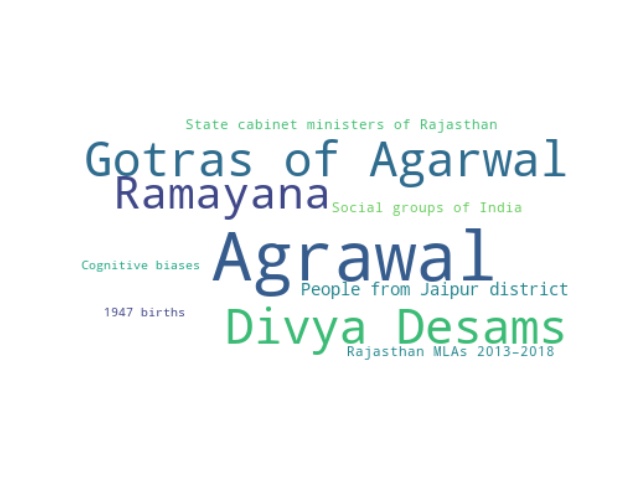 State cabinet ministers of Rajasthan
Gotras of Agarwal
Ramayana
Social groups of India
Agrawal
Cognitive biases
People from Jaipur district
1947 births
Divya Desams
Rajasthan MLAs 2013–2018